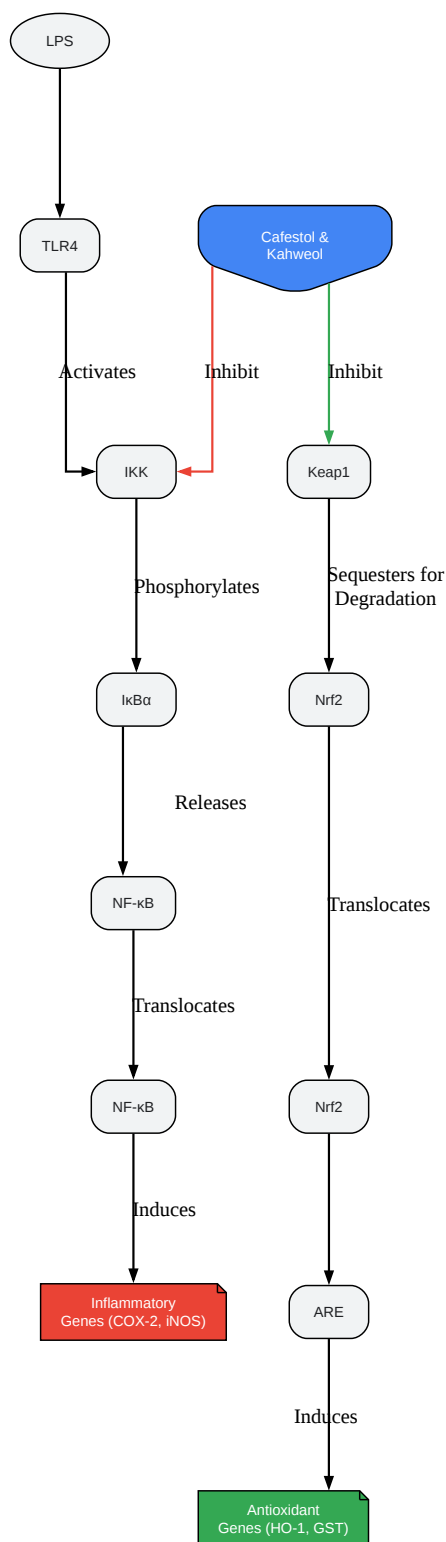 LPS
TLR4
Cafestol &
Kahweol
Activates
Inhibit
Inhibit
IKK
Keap1
Phosphorylates
Sequesters for
Degradation
IκBα
Nrf2
Releases
NF-κB
Translocates
Translocates
NF-κB
Nrf2
Induces
Inflammatory
Genes (COX-2, iNOS)
ARE
Induces
Antioxidant
Genes (HO-1, GST)